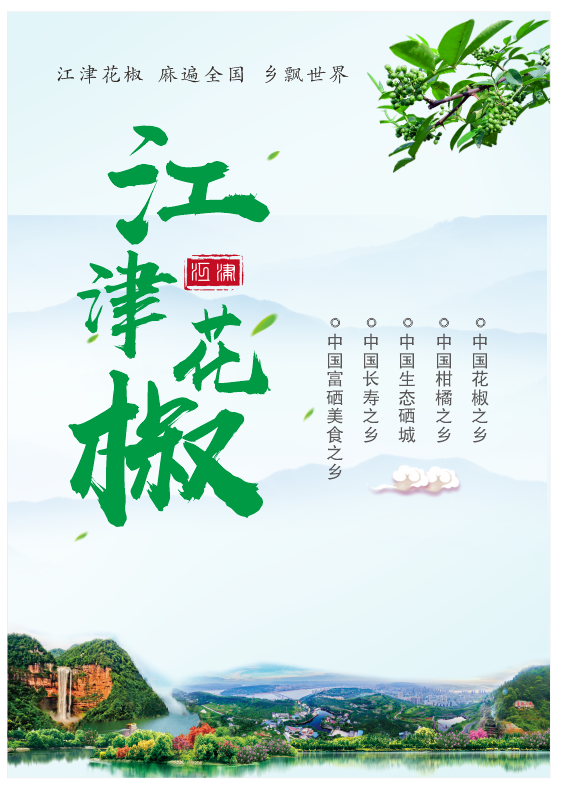 江津花椒 麻遍全国 乡飘世界
江津花椒
江津
中国花椒之乡
中国柑橘之乡
中国生态硒城
中国长寿之乡
中国富硒美食之乡